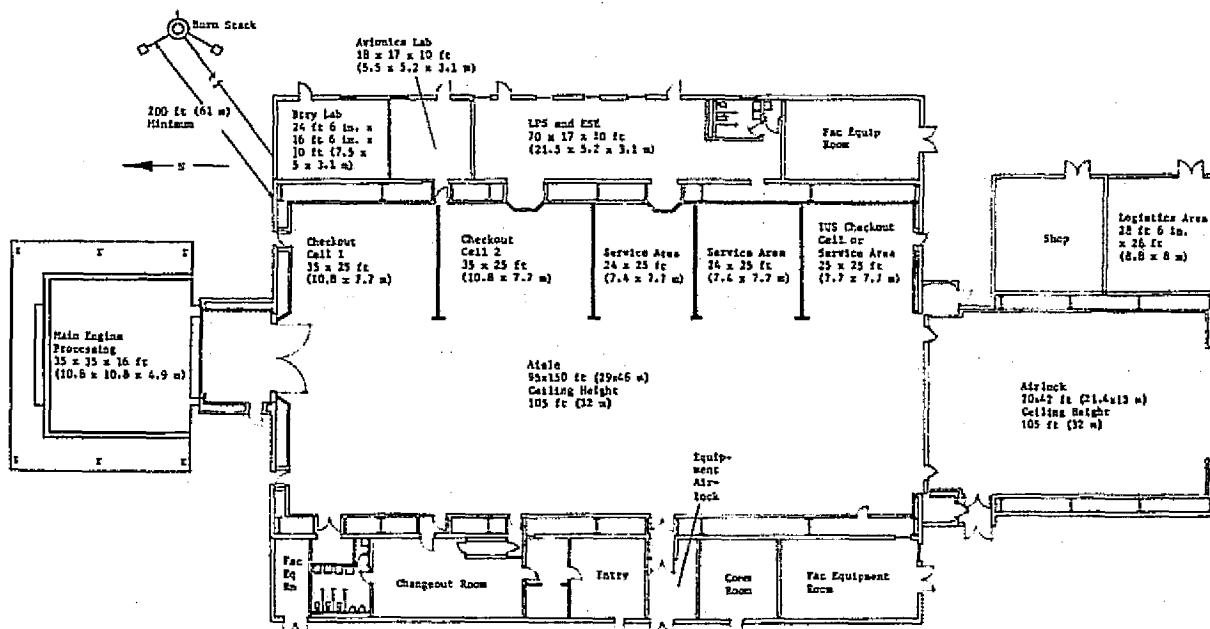 Burn Stack
Avionics Lab
18 x 17 x 10 ft
(5.5 x 5.2 x 3.1 m)
200 ft (61 m)
Minimum
Btry Lab
24 ft 6 in. x
16 ft 6 in. x
10 ft (7.5 x
5 x 3.1 m)
LPS and ESE
70 x 17 x 10 ft
(21.5 x 5.2 x 3.1 m)
Fac Equip
Room
N
Checkout
Cell 1
35 x 25 ft
(10.8 x 7.7 m)
Checkout
Cell 2
35 x 25 ft
(10.8 x 7.7 m)
Service Area
24 x 25 ft
(7.4 x 7.7 m)
Service Area
24 x 25 ft
(7.4 x 7.7 m)
IUS Checkout
Cell or
Service Area
25 x 25 ft
(7.7 x 7.7 m)
Shop
Logistics Area
28 ft 6 in.
x 26 ft
(8.8 x 8 m)
Main Engine
Processing
35 x 35 x 16 ft
(10.8 x 10.8 x 4.9 m)
Aisle
95x150 ft (29x46 m)
Ceiling Height
105 ft (32 m)
Airlock
70x42 ft (21.4x13 m)
Ceiling Height
105 ft (32 m)
Equip-
ment
Air-
lock
Fac
Eq
Rm
Changeout Room
Entry
Comm
Room
Fac Equipment
Room